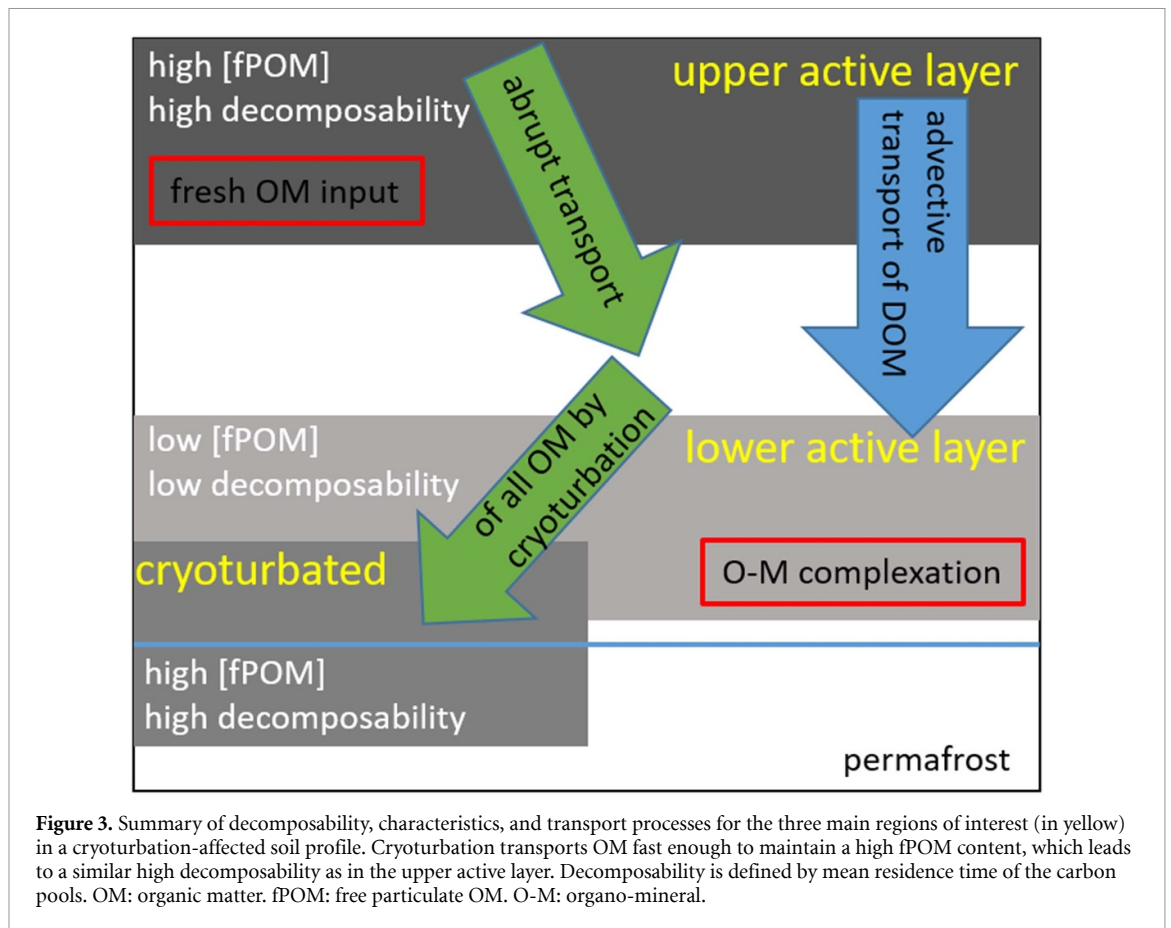 high [fPOM]
high decomposability
fresh OM input
upper active layer
abrupt transport
advective
transport of DOM
low [fPOM]
low decomposability
lower active layer
of all OM by
cryoturbation
cryoturbated
O-M complexation
high [fPOM]
high decomposability
permafrost
Figure 3. Summary of decomposability, characteristics, and transport processes for the three main regions of interest (in yellow)
in a cryoturbation-affected soil profile. Cryoturbation transports OM fast enough to maintain a high fPOM content, which leads
to a similar high decomposability as in the upper active layer. Decomposability is defined by mean residence time of the carbon
pools. OM: organic matter. fPOM: free particulate OM. O-M: organo-mineral.